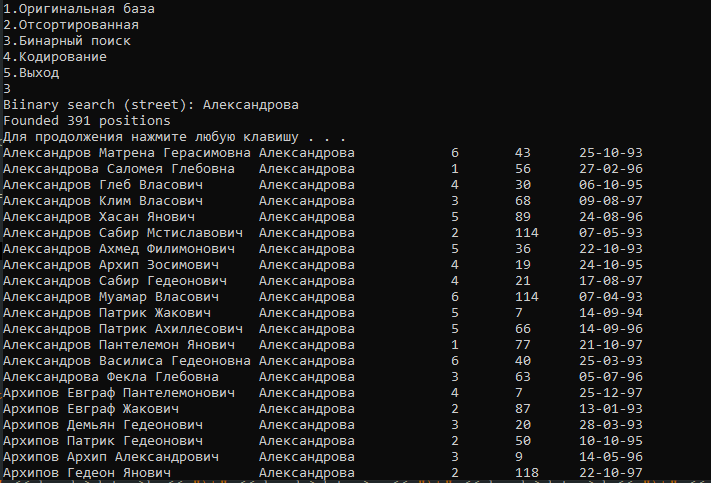 1.Оригинальная база
2.Отсортированная
3.Бинарный поиск
4.Кодирование
5.Выход
3
Biinary search (street): Александрова
Founded 391 positions
Для продолжения нажмите любую клавишу . . .
Александров Матрена Герасимовна Александрова 6 43 25-10-93
Александрова Саломея Глебовна Александрова 1 56 27-02-96
Александров Глеб Власович Александрова 4 30 06-10-95
Александров Клим Власович Александрова 3 68 09-08-97
Александров Хасан Янович Александрова 5 89 24-08-96
Александров Сабир Мстиславович Александрова 2 114 07-05-93
Александров Ахмед Филимонович Александрова 5 36 22-10-93
Александров Архип Зосимович Александрова 4 19 24-10-95
Александров Сабир Гедеонович Александрова 4 21 17-08-97
Александров Муамар Власович Александрова 6 114 07-04-93
Александров Патрик Жакович Александрова 5 7 14-09-94
Александров Патрик Ахиллесович Александрова 5 66 14-09-96
Александров Пантелемон Янович Александрова 1 77 21-10-97
Александров Василиса Гедеоновна Александрова 6 40 25-03-93
Александрова Фекла Глебовна Александрова 3 63 05-07-96
Архипов Евграф Пантелемонович Александрова 4 7 25-12-97
Архипов Евграф Жакович Александрова 2 87 13-01-93
Архипов Демьян Гедеонович Александрова 3 20 28-03-93
Архипов Патрик Гедеонович Александрова 2 50 10-10-95
Архипов Архип Александрович Александрова 3 9 14-05-96
Архипов Гедеон Янович Александрова 2 118 22-10-97